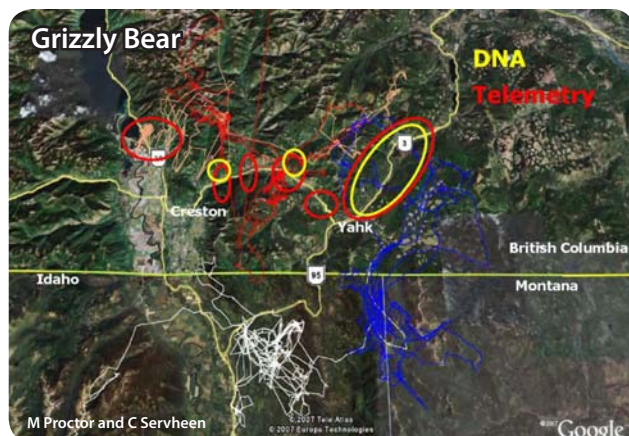 Grizzly Bear
DNA
Telemetry
3
Creston
Yahk
British Columbia
Idaho
95
Montana
M Proctor and C Servheen
© 2007 Tele Atlas
© 2007 Europa Technologies
©2007 Google